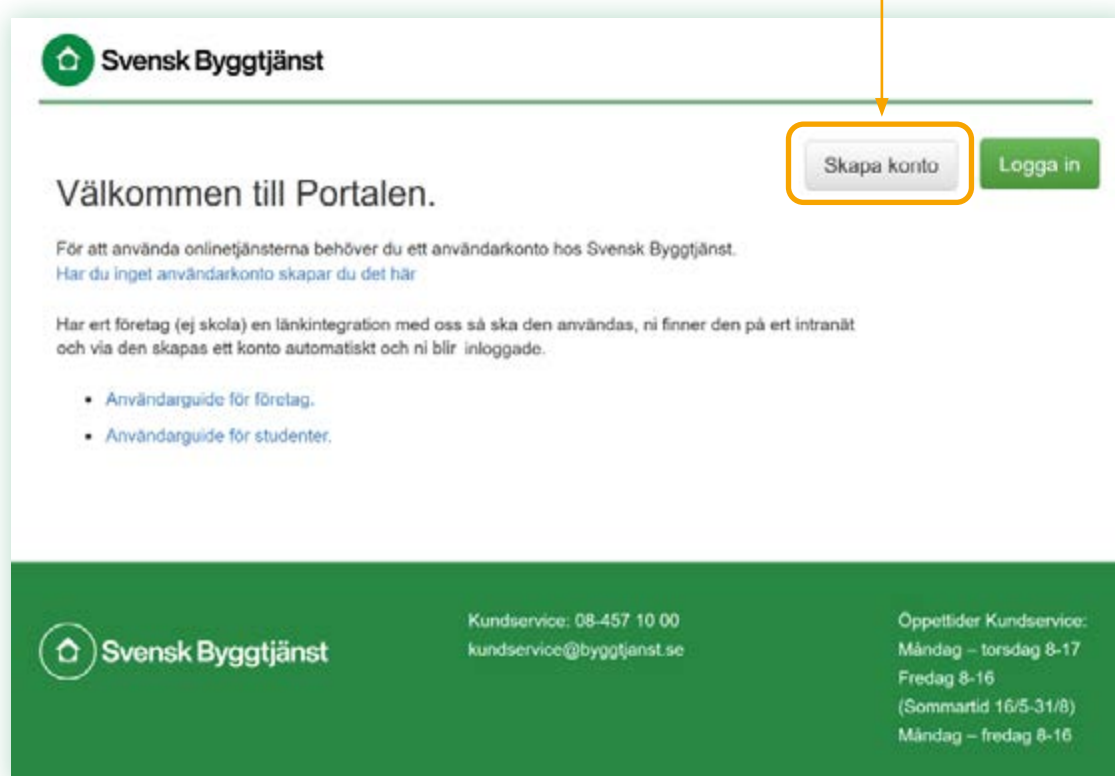 Svensk Byggtjänst
Skapa konto
Logga in
Välkommen till Portalen.
För att använda onlinetjänsterna behöver du ett användarkonto hos Svensk Byggtjänst.
Har du inget användarkonto skapar du det här
Har ert företag (ej skola) en länkintegration med oss så ska den användas, ni finner den på ert intranät
och via den skapas ett konto automatiskt och ni blir inloggade.
• Användarguide för företag.
• Användarguide för studenter.
Svensk Byggtjänst
Kundservice: 08-457 10 00
kundservice@byggtjanst.se
Öppettider Kundservice:
Måndag – torsdag 8-17
Fredag 8-16
(Sommartid 16/5-31/8)
Måndag – fredag 8-16